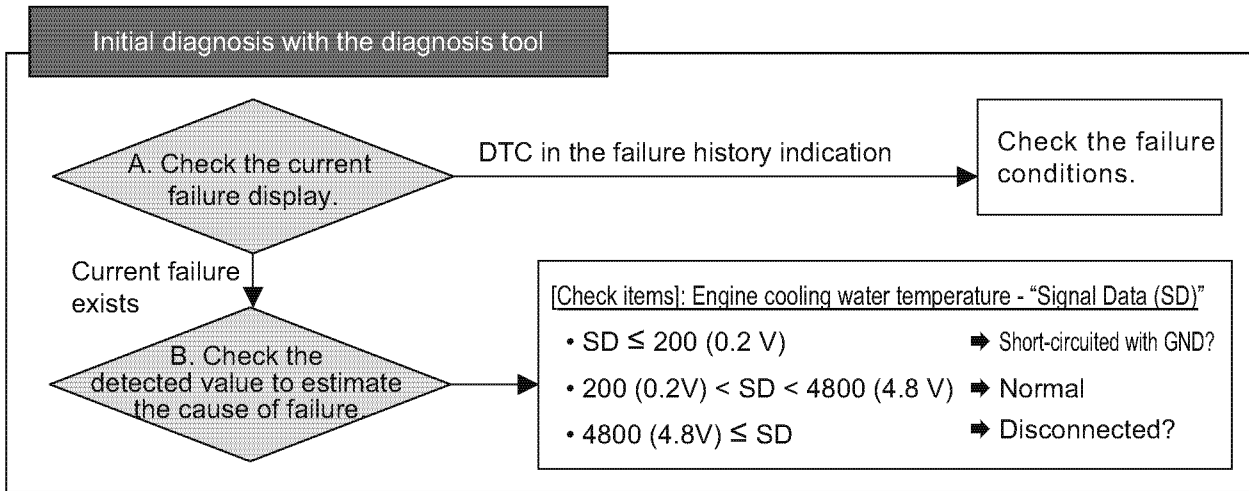 Initial diagnosis with the diagnosis tool
A. Check the current
failure display.
DTC in the failure history indication
Check the failure
conditions.
Current failure
exists
B. Check the
detected value to estimate
the cause of failure.
[Check items]: Engine cooling water temperature - “Signal Data (SD)”
• SD ≤ 200 (0.2 V) ➡ Short-circuited with GND?
• 200 (0.2V) < SD < 4800 (4.8 V) ➡ Normal
• 4800 (4.8V) ≤ SD ➡ Disconnected?